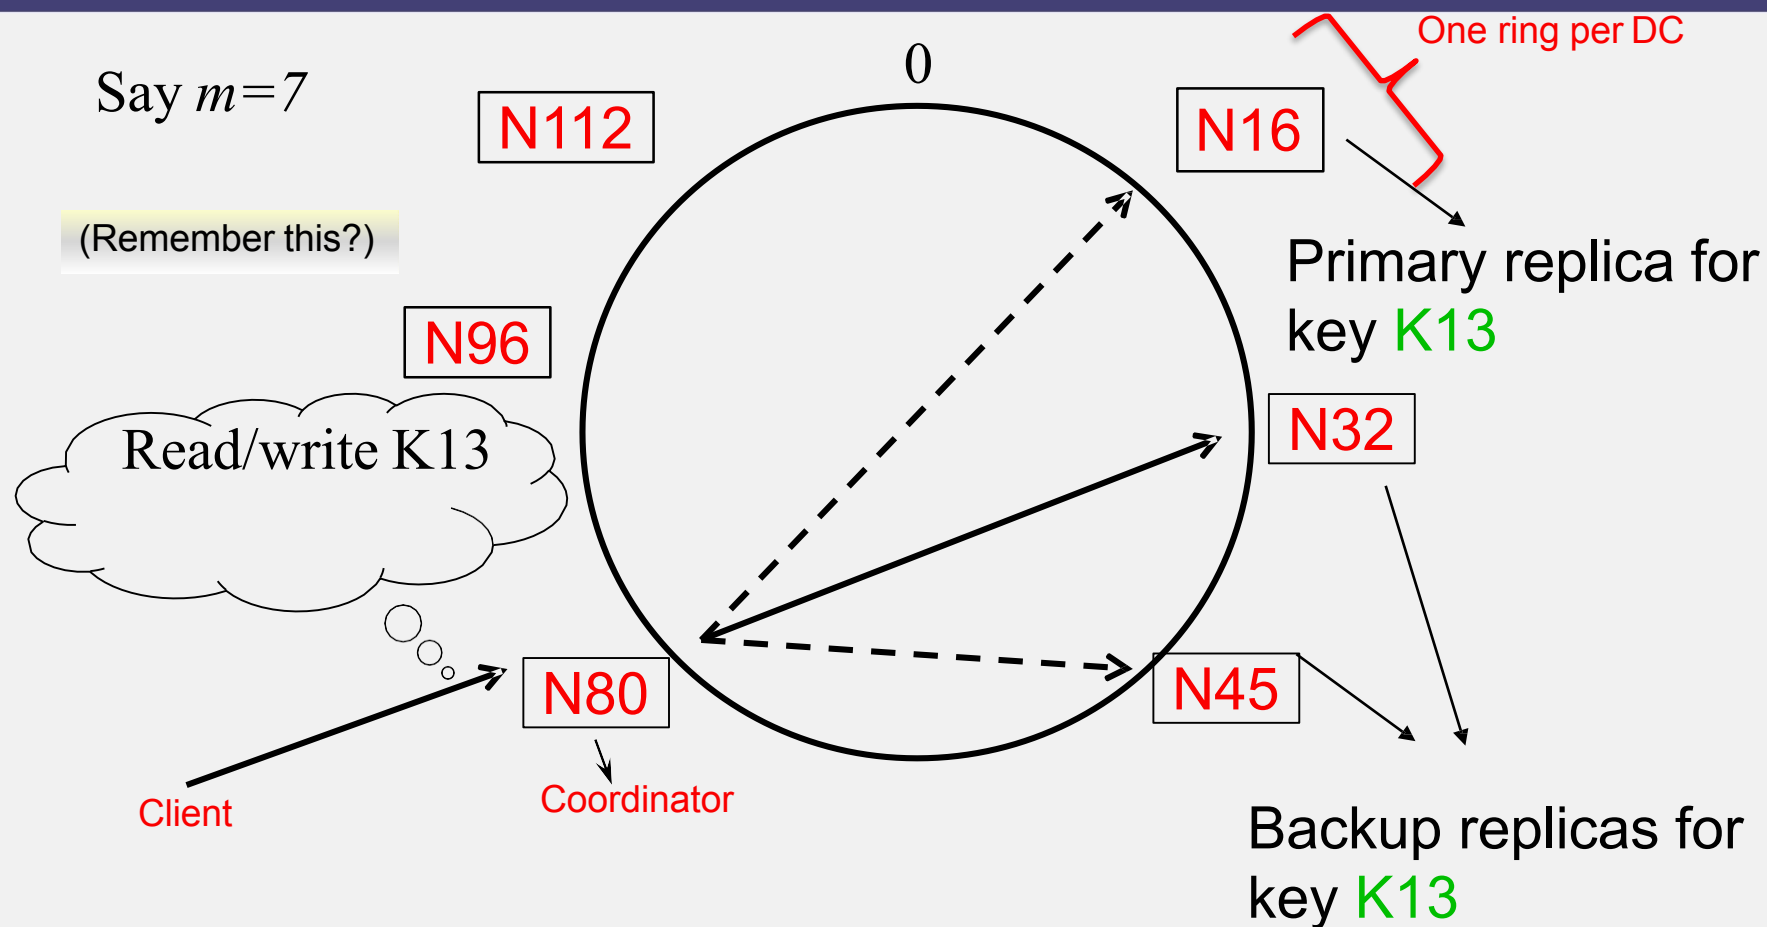 One ring per DC
Say m=7
0
N112
N16
(Remember this?)
Primary replica for
key K13
N96
N32
Read/write K13
N80
N45
Client
Coordinator
Backup replicas for
key K13